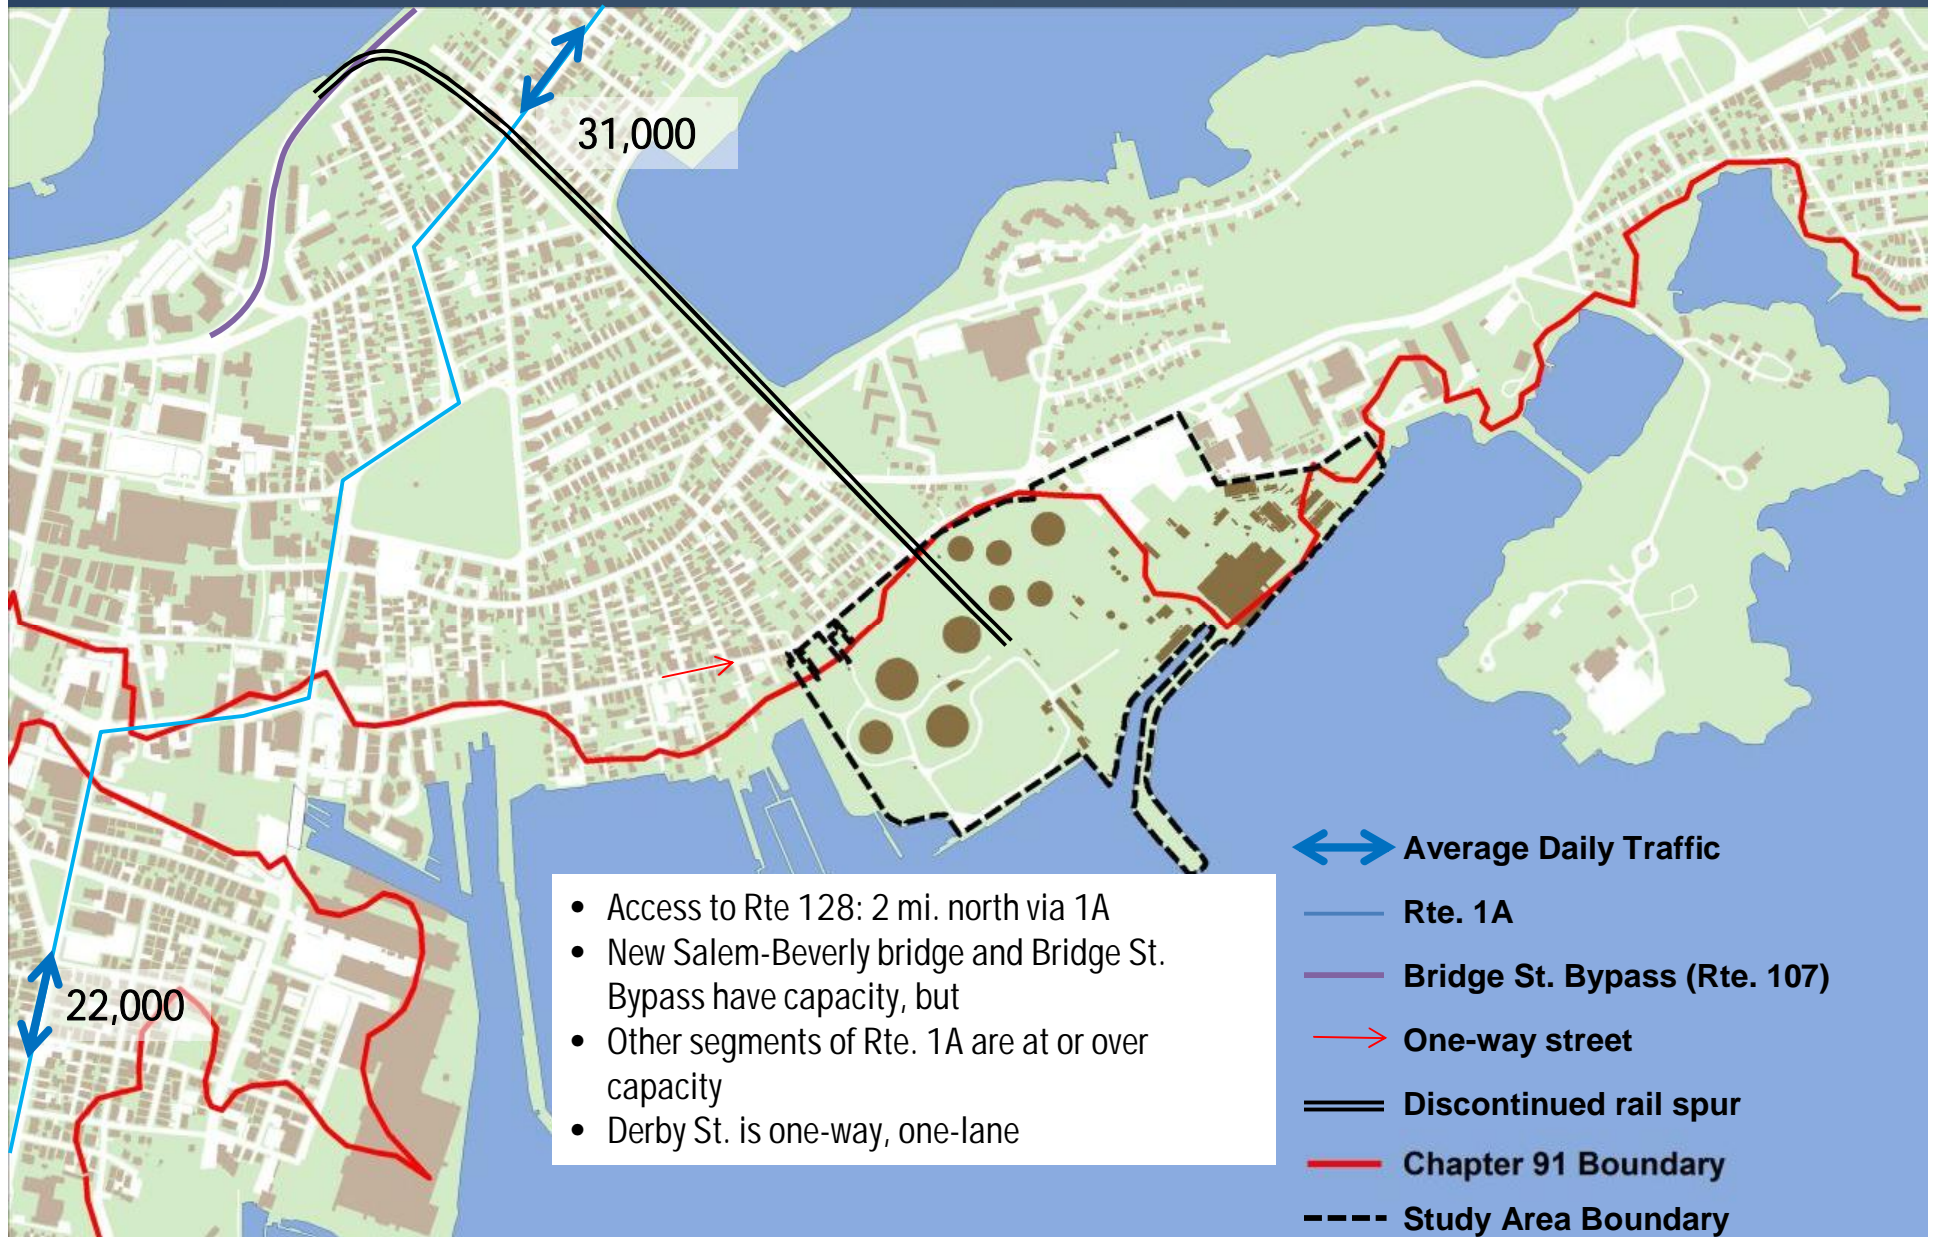 31,000
22,000
• Access to Rte 128: 2 mi. north via 1A
• New Salem-Beverly bridge and Bridge St.
Bypass have capacity, but
• Other segments of Rte. 1A are at or over
capacity
• Derby St. is one-way, one-lane
Average Daily Traffic
Rte. 1A
Bridge St. Bypass (Rte. 107)
One-way street
Discontinued rail spur
Chapter 91 Boundary
Study Area Boundary